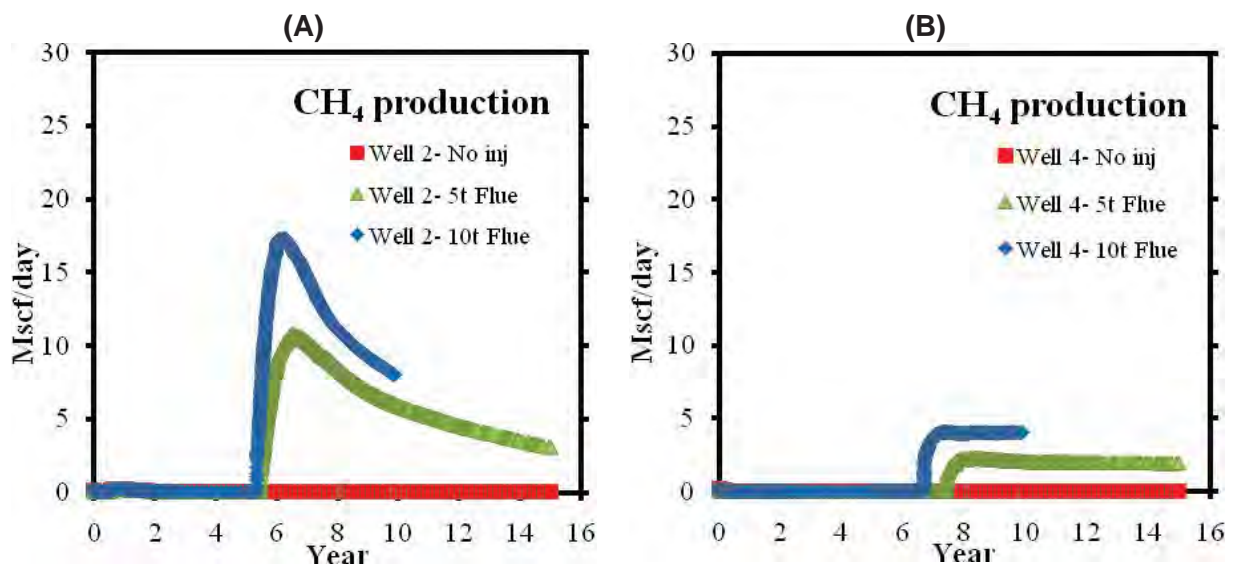 (A)
30
25
20
15
10
5
0
Mscf/day
CH₄ production
Well 2- No inj
Well 2- 5t Flue
Well 2- 10t Flue
0 2 4 6 8 10 12 14 16
Year
(B)
30
25
20
15
10
5
0
Mscf/day
CH₄ production
Well 4- No inj
Well 4- 5t Flue
Well 4- 10t Flue
0 2 4 6 8 10 12 14 16
Year